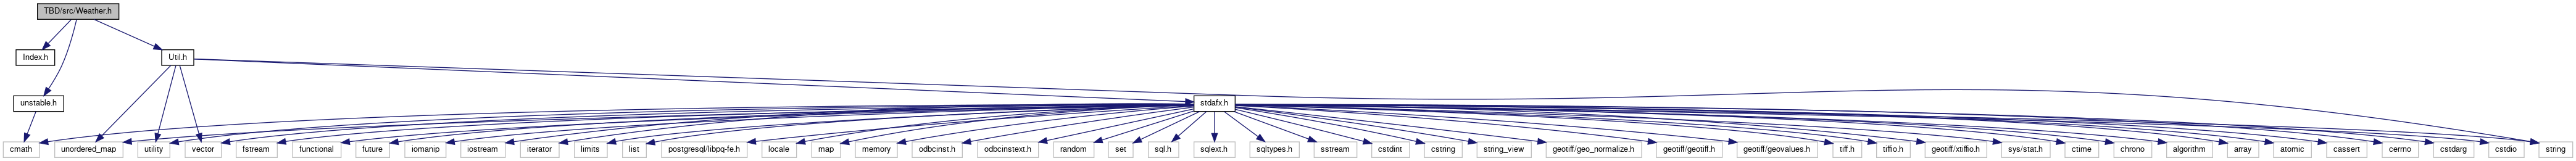 TBD/src/Weather.h
Index.h
Util.h
unstable.h
stdafx.h
cmath
unordered_map
utility
vector
fstream
functional
future
iomanip
iostream
iterator
limits
list
postgresql/libpq-fe.h
locale
map
memory
odbcinst.h
odbcinstext.h
random
set
sql.h
sqlext.h
sqltypes.h
sstream
cstdint
cstring
string_view
geotiff/geo_normalize.h
geotiff/geotiff.h
geotiff/geovalues.h
tiff.h
tiffio.h
geotiff/xtiffio.h
sys/stat.h
ctime
chrono
algorithm
array
atomic
cassert
cerrno
cstdarg
cstdio
string